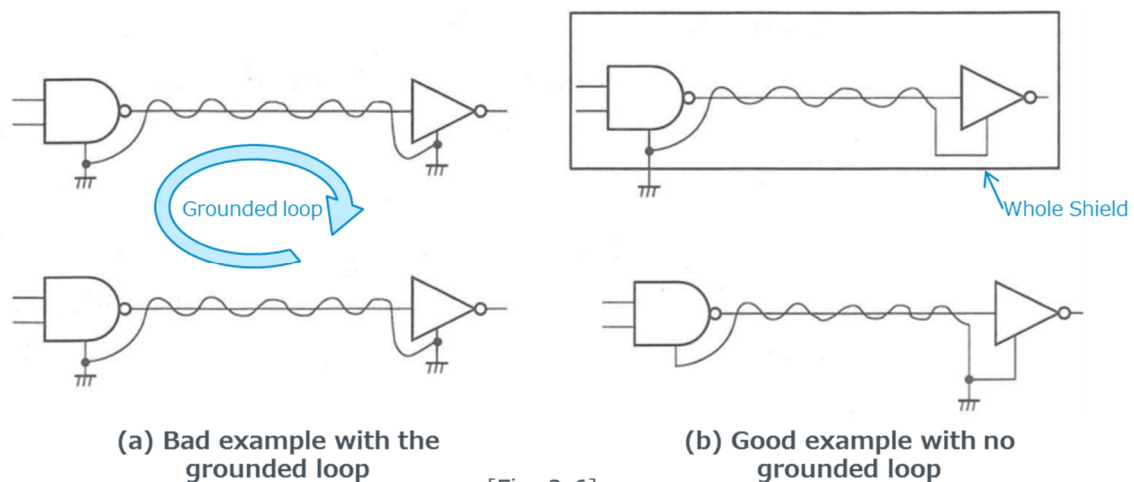 Grounded loop
Whole Shield
(a) Bad example with the
grounded loop
(b) Good example with no
grounded loop